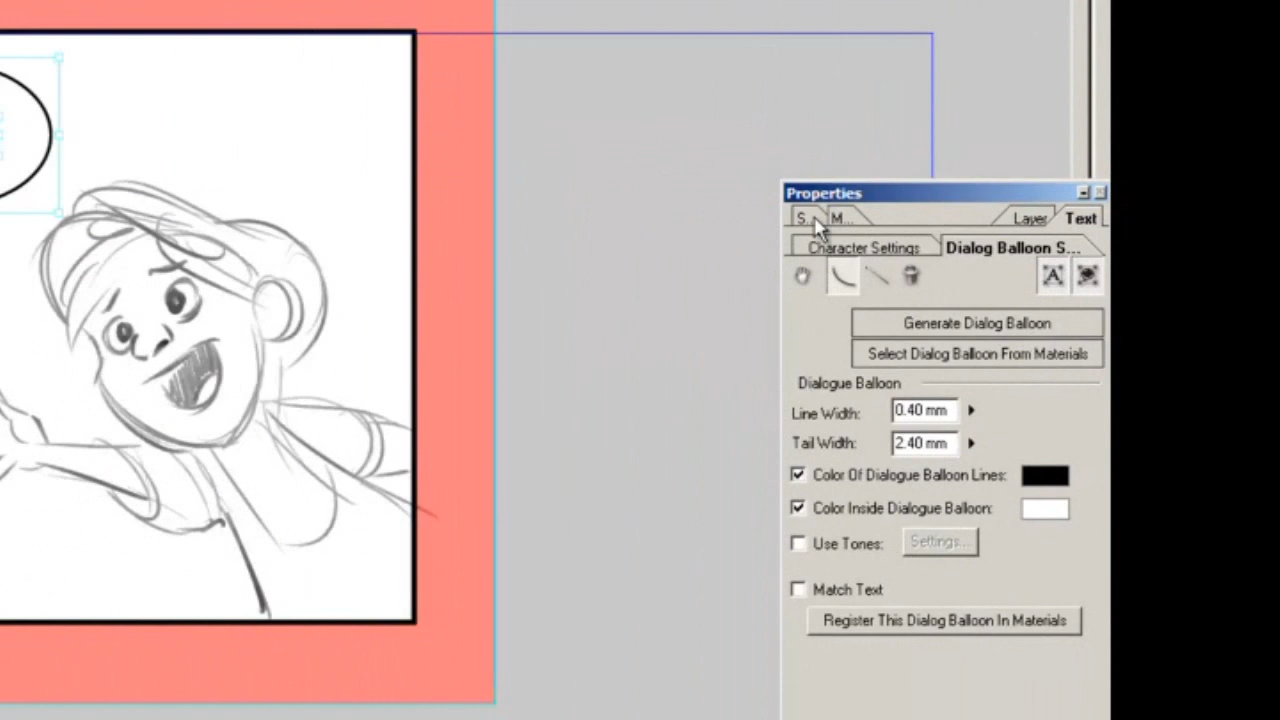 Properties
S... M... Layer Text
Character Settings Dialog Balloon S...
A
Generate Dialog Balloon
Select Dialog Balloon From Materials
Dialogue Balloon
Line Width: 0.40 mm
Tail Width: 2.40 mm
Color Of Dialogue Balloon Lines:
Color Inside Dialogue Balloon:
Use Tones: Settings...
Match Text
Register This Dialog Balloon In Materials